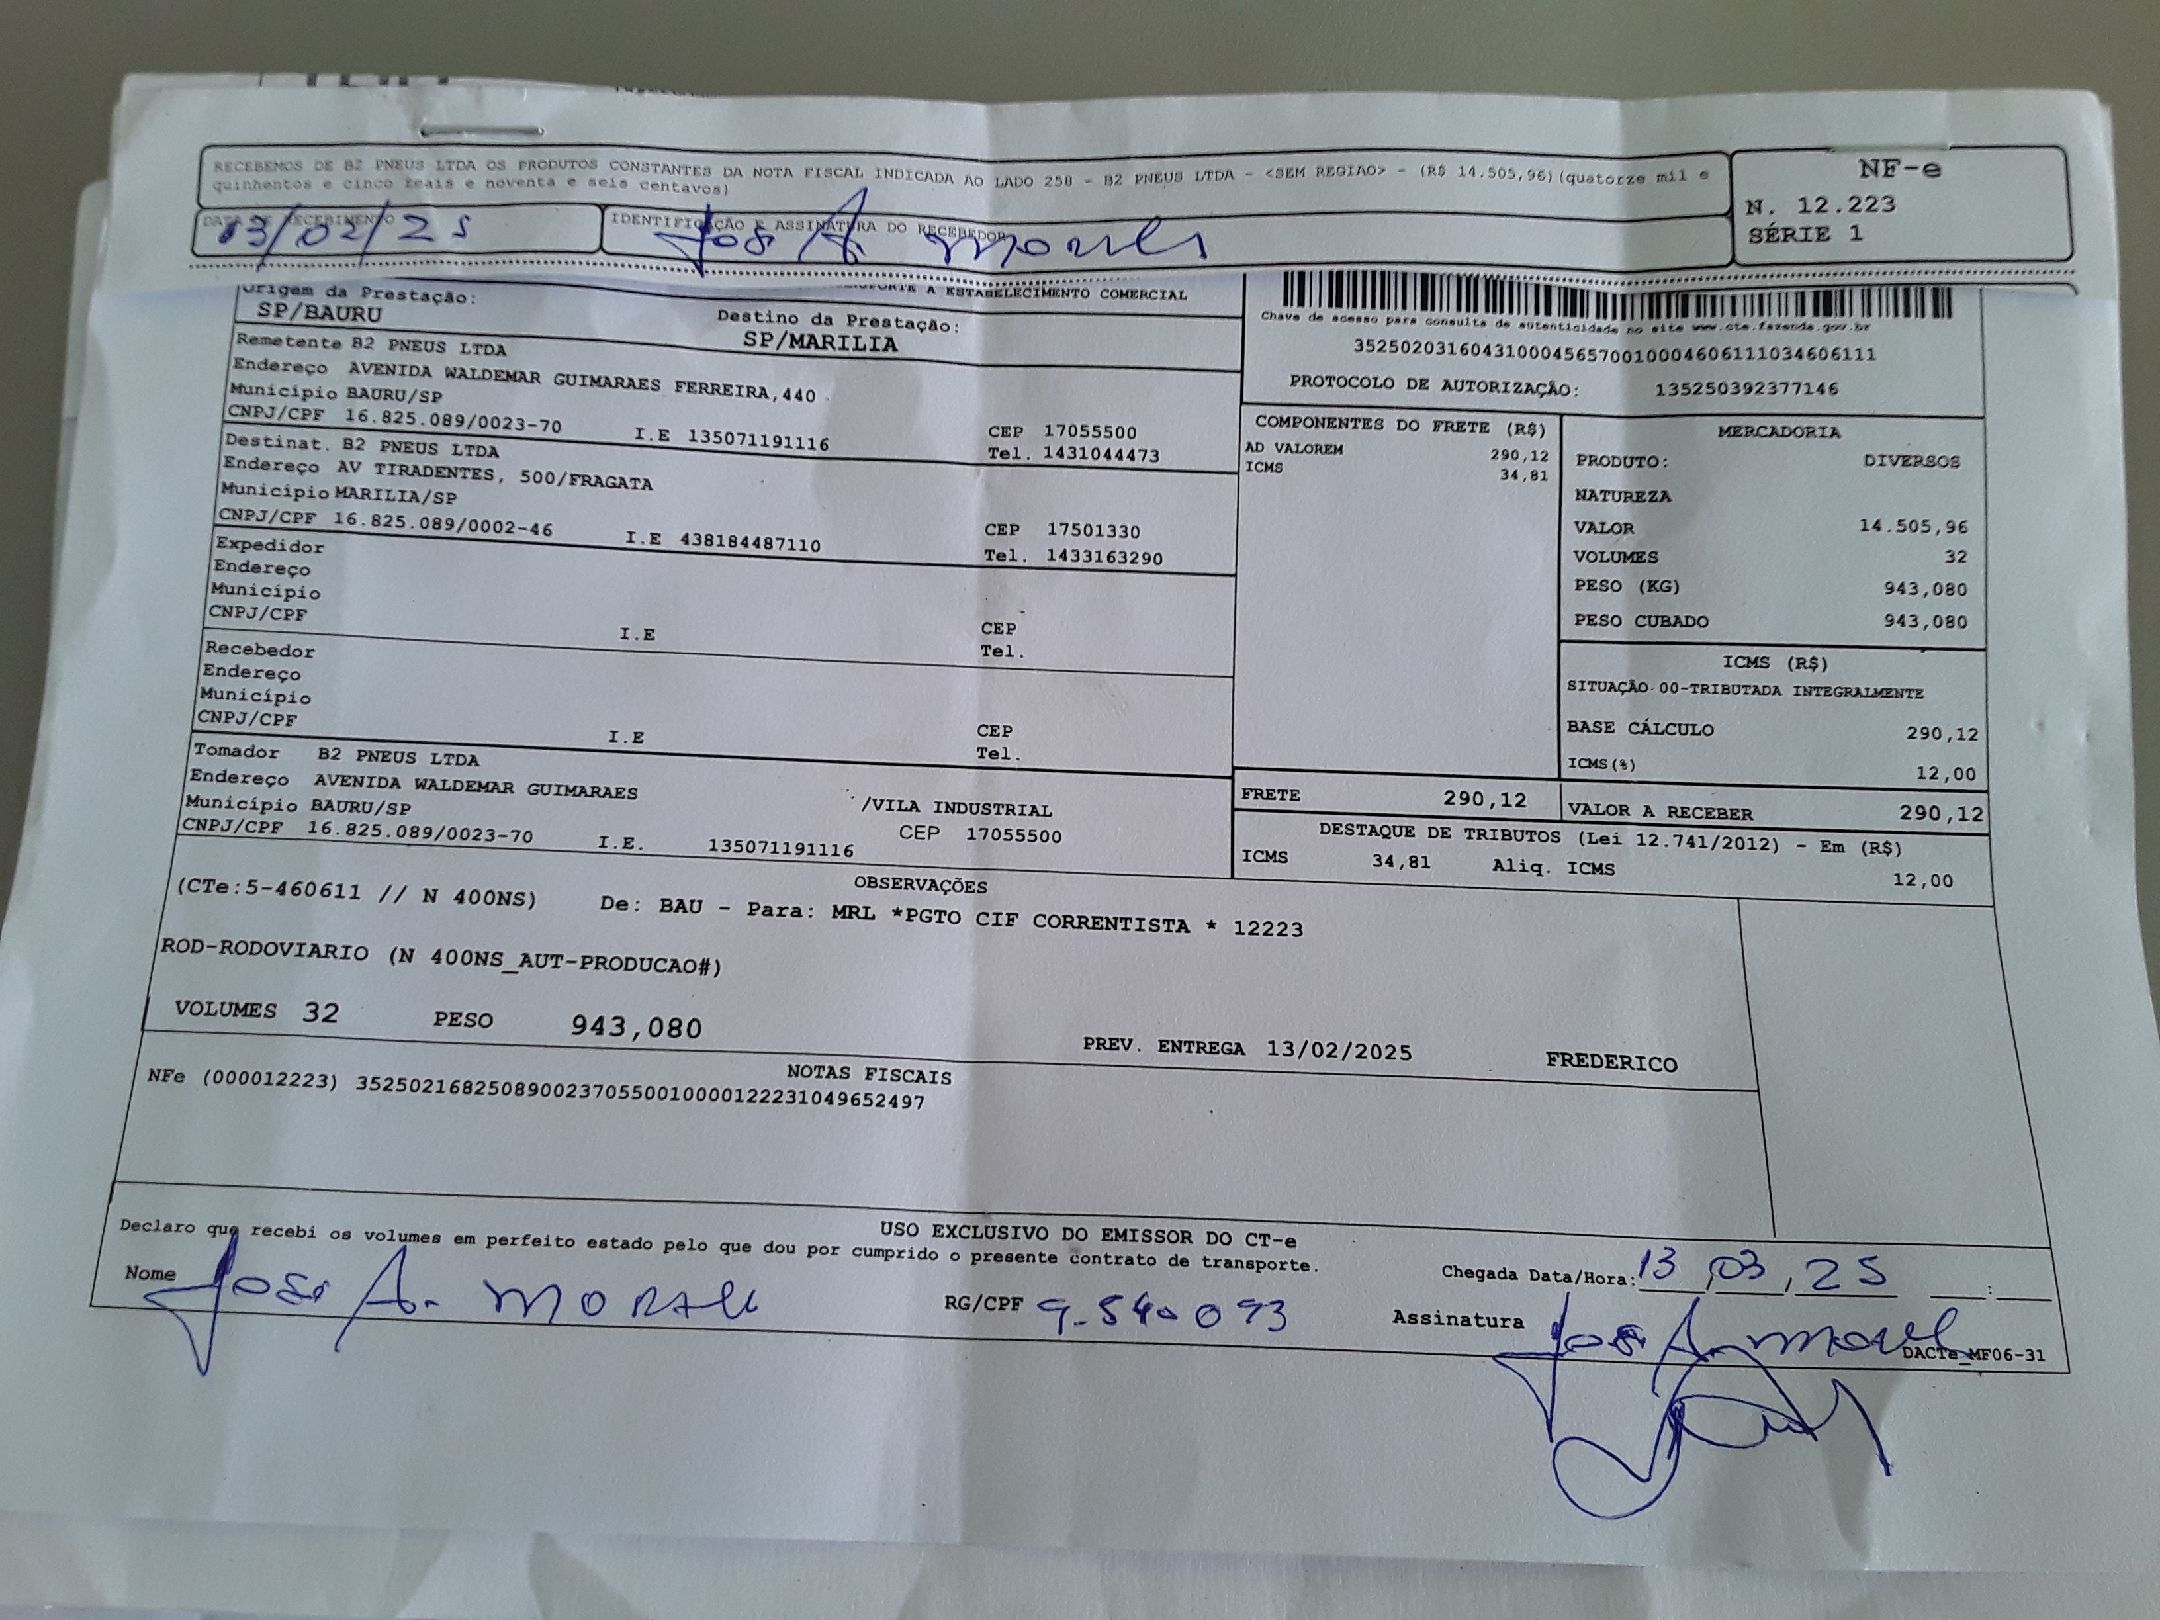 RECEBEMOS DE B2 PNEUS LTDA OS PRODUTOS CONSTANTES DA NOTA FISCAL INDICADA AO LADO 258 - B2 PNEUS LTDA - <SEM REGIAO> - (R$ 14.505,96)(quatorze mil e
quinhentos e cinco reais e noventa e seis centavos)
NF-e
N. 12.223
SÉRIE 1
DATA DE RECEBIMENTO
IDENTIFICAÇÃO E ASSINATURA DO RECEBEDOR
A ESTABELECIMENTO COMERCIAL
Origem da Prestação:
SP/BAURU
Destino da Prestação:
SP/MARILIA
Chave de acesso para consulta de autenticidade no site www.cte.fazenda.gov.br
35250203160431000456570010004606111034606111
PROTOCOLO DE AUTORIZAÇÃO: 135250392377146
Remetente B2 PNEUS LTDA
Endereço AVENIDA WALDEMAR GUIMARAES FERREIRA,440
Município BAURU/SP
CNPJ/CPF 16.825.089/0023-70 I.E 135071191116
CEP 17055500
Tel. 1431044473
Destinat. B2 PNEUS LTDA
Endereço AV TIRADENTES, 500/FRAGATA
Município MARILIA/SP
CNPJ/CPF 16.825.089/0002-46 I.E 438184487110
CEP 17501330
Tel. 1433163290
Expedidor
Endereço
Município
CNPJ/CPF I.E
CEP
Tel.
Recebedor
Endereço
Município
CNPJ/CPF I.E
CEP
Tel.
Tomador B2 PNEUS LTDA
Endereço AVENIDA WALDEMAR GUIMARAES /VILA INDUSTRIAL
Município BAURU/SP CEP 17055500
CNPJ/CPF 16.825.089/0023-70 I.E. 135071191116
COMPONENTES DO FRETE (R$)
AD VALOREM 290,12
ICMS 34,81
MERCADORIA
PRODUTO: DIVERSOS
NATUREZA
VALOR 14.505,96
VOLUMES 32
PESO (KG) 943,080
PESO CUBADO 943,080
ICMS (R$)
SITUAÇÃO 00-TRIBUTADA INTEGRALMENTE
BASE CÁLCULO 290,12
ICMS(%) 12,00
FRETE 290,12
VALOR A RECEBER 290,12
DESTAQUE DE TRIBUTOS (Lei 12.741/2012) - Em (R$)
ICMS 34,81 Aliq. ICMS 12,00
OBSERVAÇÕES
(CTe:5-460611 // N 400NS) De: BAU - Para: MRL *PGTO CIF CORRENTISTA * 12223
ROD-RODOVIARIO (N 400NS_AUT-PRODUCAO#)
VOLUMES 32 PESO 943,080
PREV. ENTREGA 13/02/2025 FREDERICO
NOTAS FISCAIS
NFe (000012223) 35250216825089002370550010000122231049652497
USO EXCLUSIVO DO EMISSOR DO CT-e
Declaro que recebi os volumes em perfeito estado pelo que dou por cumprido o presente contrato de transporte.
Chegada Data/Hora: 13 03 25 :
Nome José A. Moraes
RG/CPF 9.540093
Assinatura José A. Moraes
DACTe_MF06-31